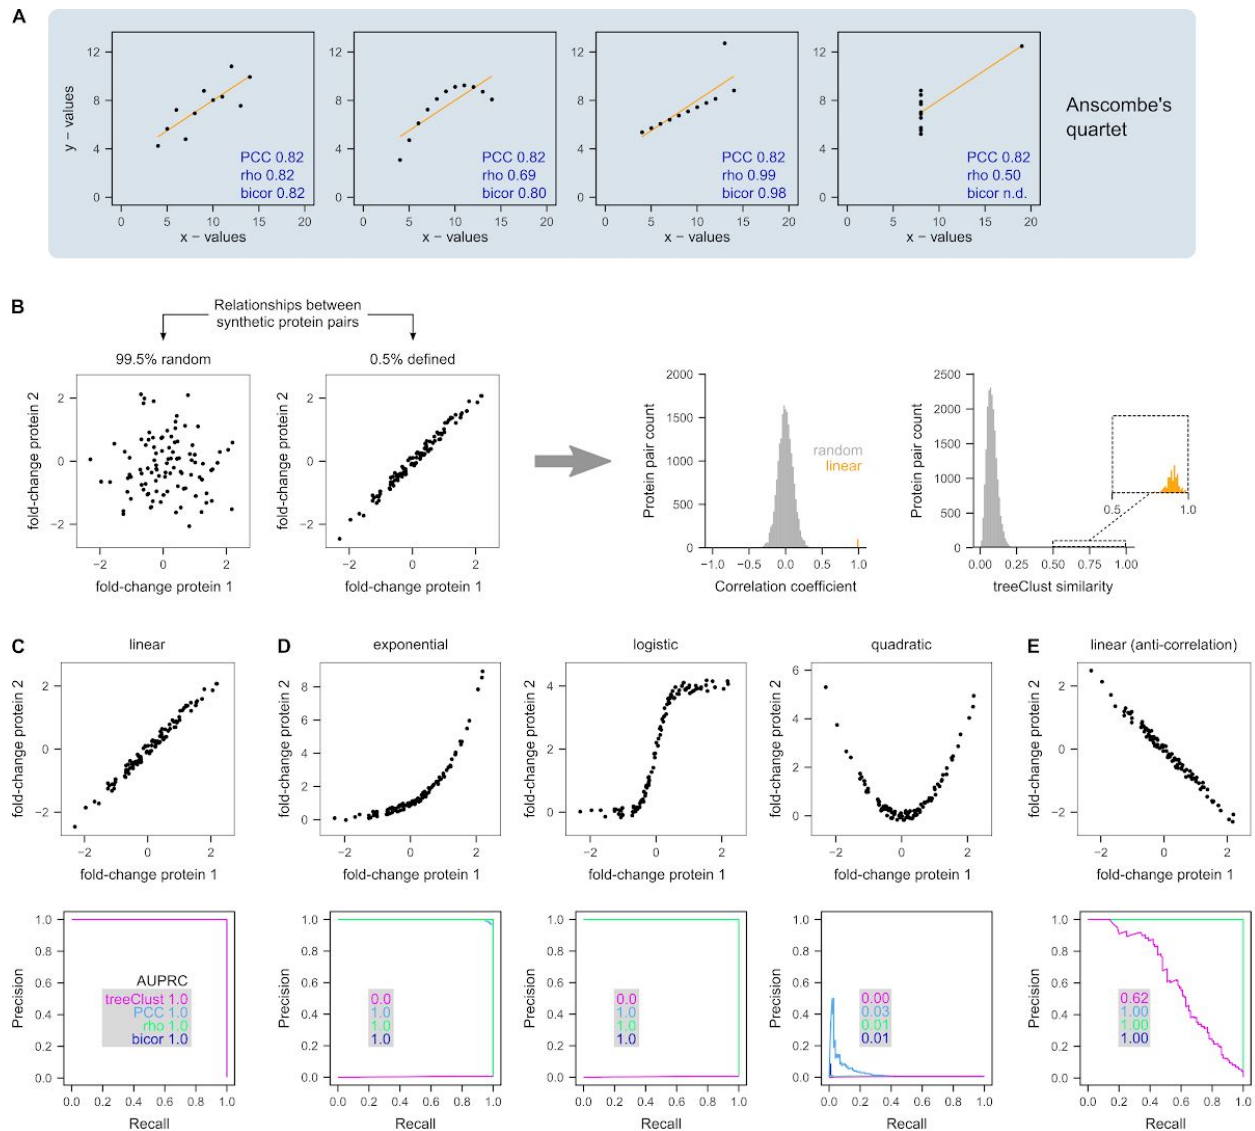 A
12
8
4
0
y − values
0
5
10
15
20
x − values
PCC 0.82
rho 0.82
bicor 0.82
12
8
4
0
0
5
10
15
20
x − values
PCC 0.82
rho 0.69
bicor 0.80
12
8
4
0
0
5
10
15
20
x − values
PCC 0.82
rho 0.99
bicor 0.98
12
8
4
0
0
5
10
15
20
x − values
PCC 0.82
rho 0.50
bicor n.d.
Anscombe's
quartet
B
Relationships between
synthetic protein pairs
99.5% random
2
0
−2
fold-change protein 2
−2
0
2
fold-change protein 1
0.5% defined
2
0
−2
fold-change protein 2
−2
0
2
fold-change protein 1
2000
1500
1000
500
0
Protein pair count
random
linear
−1.0
−0.5
0.0
0.5
1.0
Correlation coefficient
2500
2000
1500
1000
500
0
Protein pair count
0.5
1.0
0.00
0.25
0.50
0.75
1.00
treeClust similarity
C
linear
2
0
−2
fold-change protein 2
−2
0
2
fold-change protein 1
D
exponential
8
6
4
2
0
fold-change protein 2
−2
0
2
fold-change protein 1
logistic
4
2
0
fold-change protein 2
−2
0
2
fold-change protein 1
quadratic
6
4
2
0
fold-change protein 2
−2
0
2
fold-change protein 1
E
linear (anti-correlation)
2
0
−2
fold-change protein 2
−2
0
2
fold-change protein 1
1.0
0.8
0.6
0.4
0.2
0.0
Precision
AUPRC
treeClust 1.0
PCC 1.0
rho 1.0
bicor 1.0
0.0
0.2
0.4
0.6
0.8
1.0
Recall
1.0
0.8
0.6
0.4
0.2
0.0
Precision
0.0
1.0
1.0
1.0
0.0
0.2
0.4
0.6
0.8
1.0
Recall
1.0
0.8
0.6
0.4
0.2
0.0
Precision
0.0
1.0
1.0
1.0
0.0
0.2
0.4
0.6
0.8
1.0
Recall
1.0
0.8
0.6
0.4
0.2
0.0
Precision
0.00
0.03
0.01
0.01
0.0
0.2
0.4
0.6
0.8
1.0
Recall
1.0
0.8
0.6
0.4
0.2
0.0
Precision
0.62
1.00
1.00
1.00
0.0
0.2
0.4
0.6
0.8
1.0
Recall